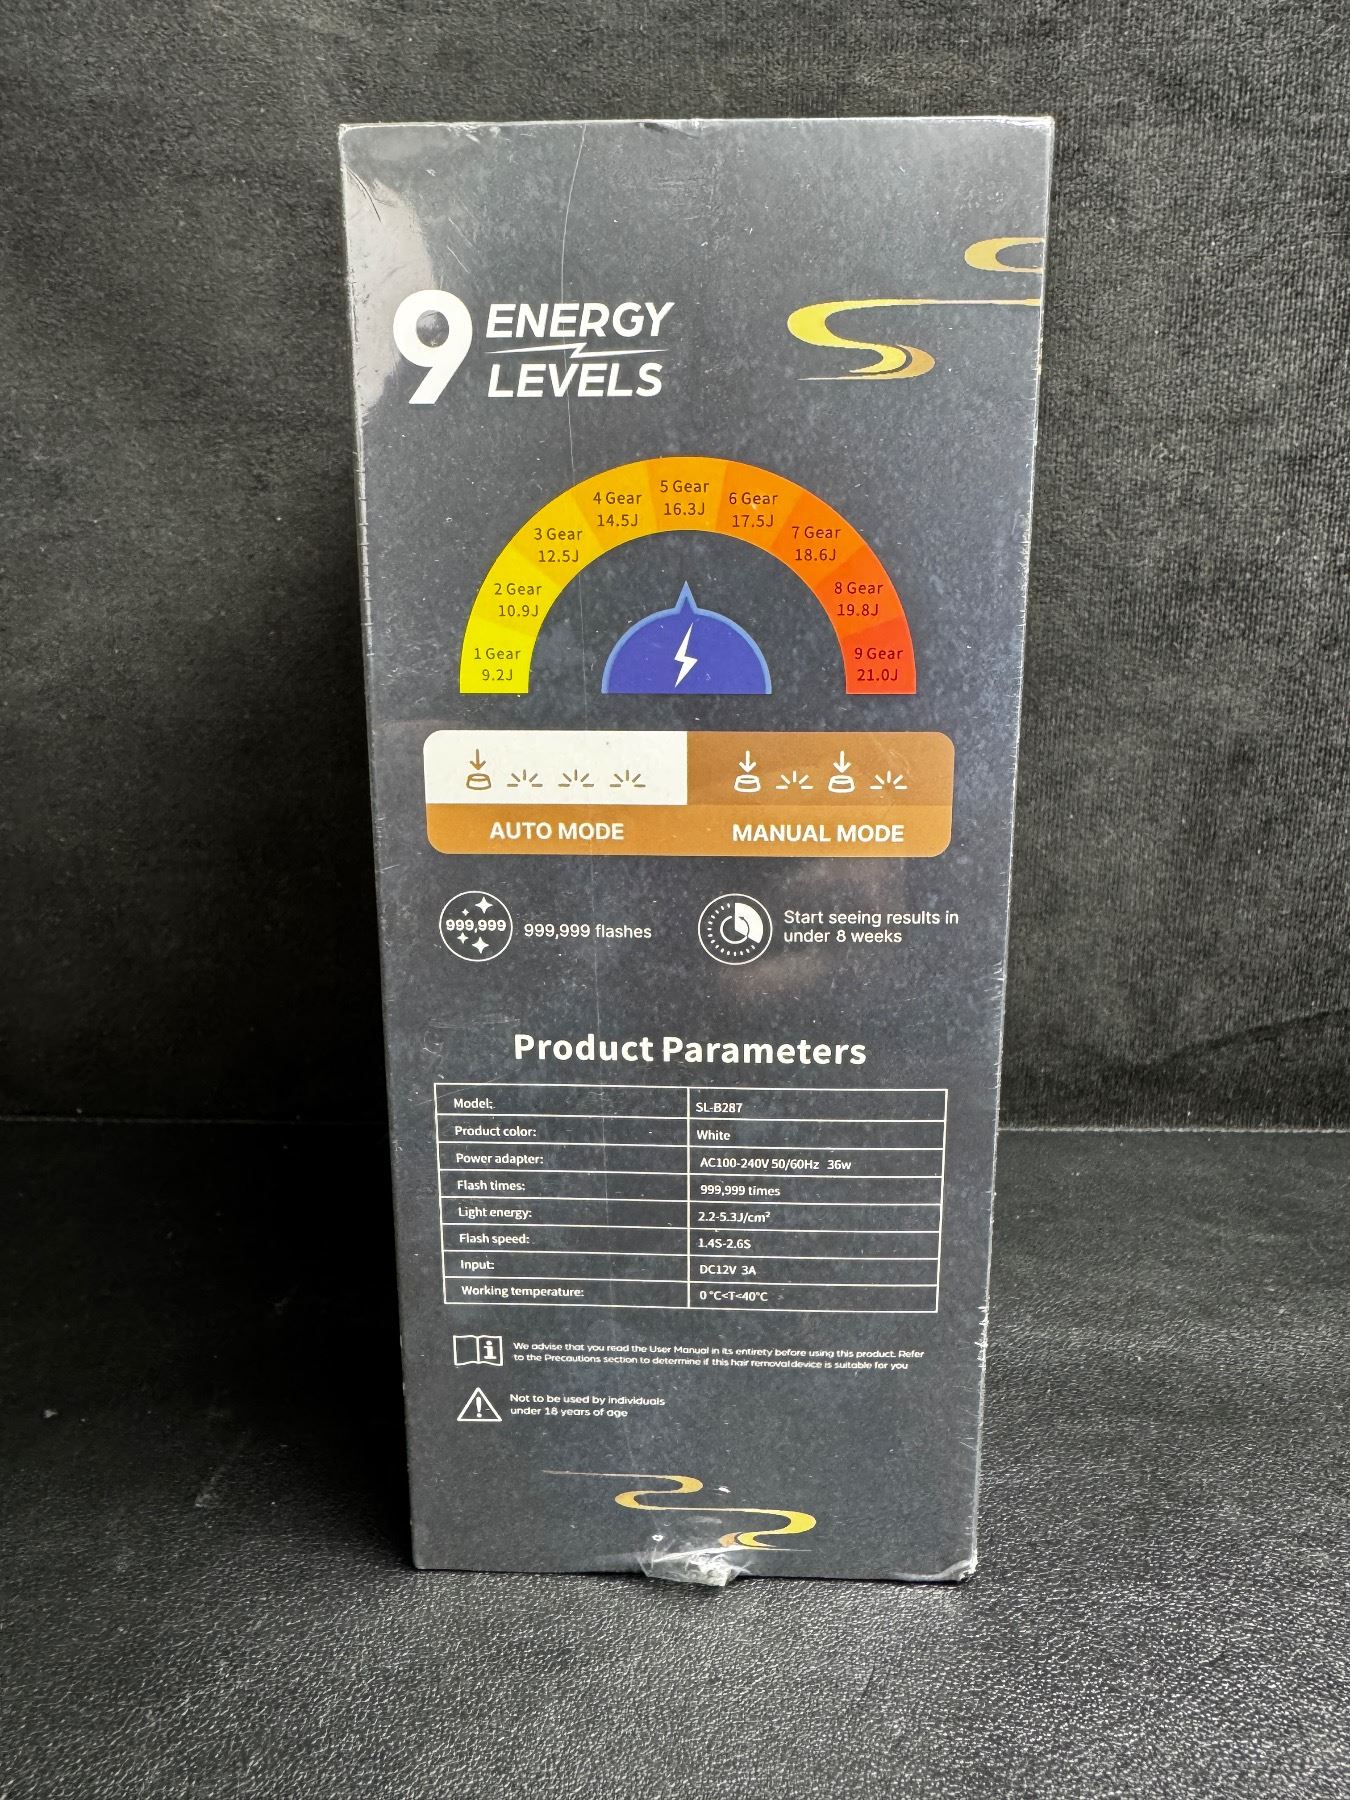 9 ENERGY
LEVELS
1 Gear
9.2J
2 Gear
10.9J
3 Gear
12.5J
4 Gear
14.5J
5 Gear
16.3J
6 Gear
17.5J
7 Gear
18.6J
8 Gear
19.8J
9 Gear
21.0J
AUTO MODE
MANUAL MODE
999,999
999,999 flashes
Start seeing results in
under 8 weeks
Product Parameters
Model: SL-B287
Product color: White
Power adapter: AC100-240V 50/60Hz 36w
Flash times: 999,999 times
Light energy: 2.2-5.3J/cm²
Flash speed: 1.4S-2.6S
Input: DC12V 3A
Working temperature: 0°C<T<40°C
We advise that you read the User Manual in its entirety before using this product. Refer
to the Precautions section to determine if this hair removal device is suitable for you
Not to be used by individuals
under 18 years of age